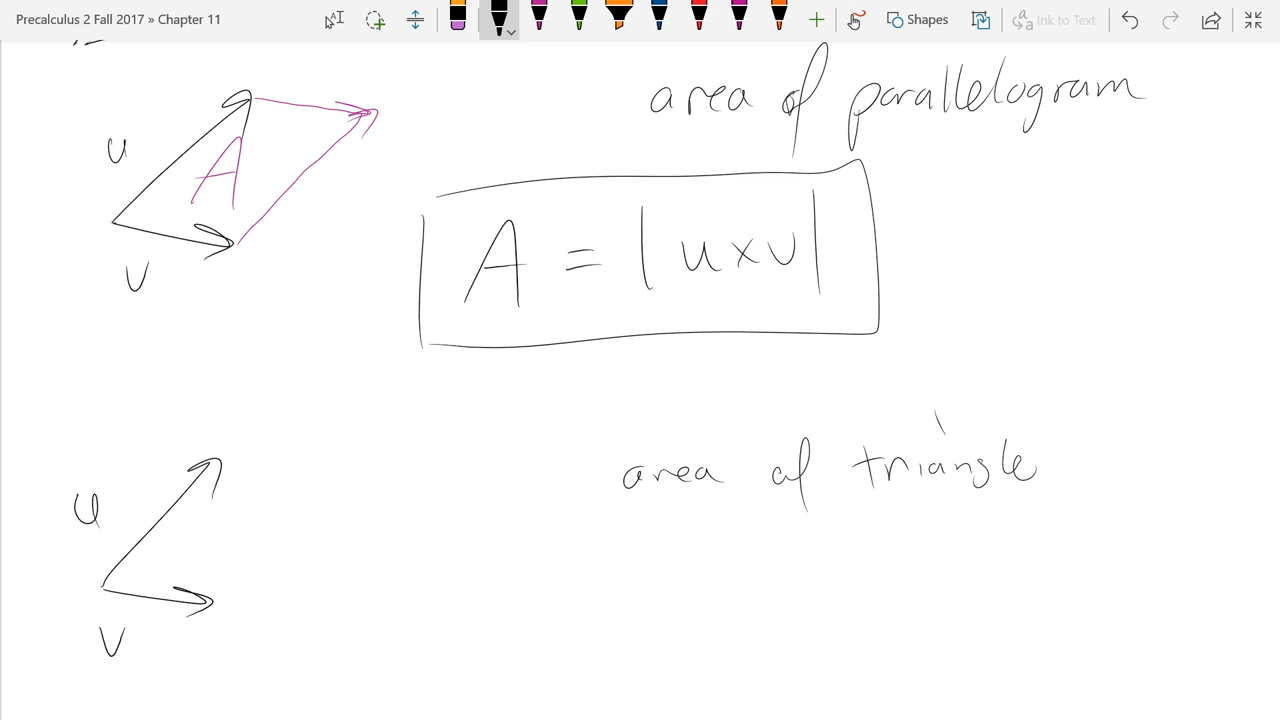 Precalculus 2 Fall 2017 » Chapter 11
Shapes
Ink to Text
area of parallelogram
u
A
v
A = |u×v|
area of triangle
u
v